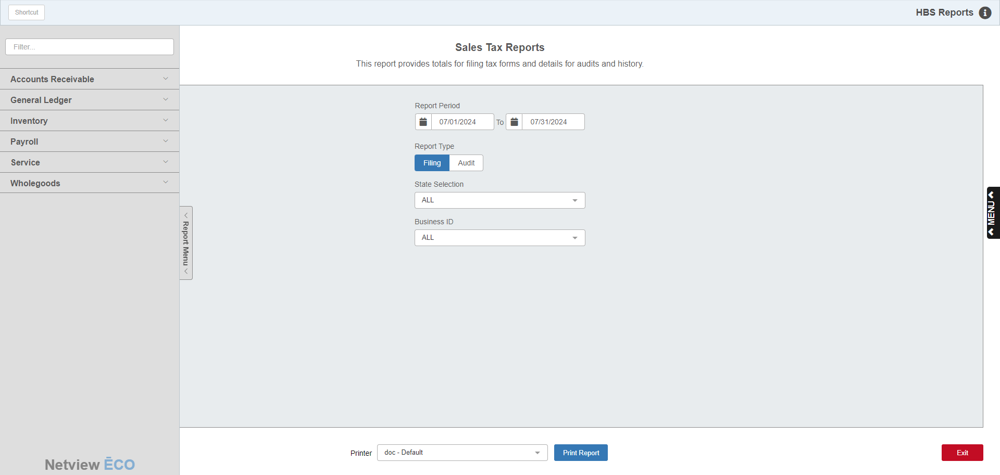 Shortcut
HBS Reports
Filter...
Accounts Receivable
General Ledger
Inventory
Payroll
Service
Wholegoods
Netview ĒCO
Report Menu
Sales Tax Reports
This report provides totals for filing tax forms and details for audits and history.
Report Period
07/01/2024 To 07/31/2024
Report Type
Filing Audit
State Selection
ALL
Business ID
ALL
MENU
Printer doc - Default Print Report
Exit